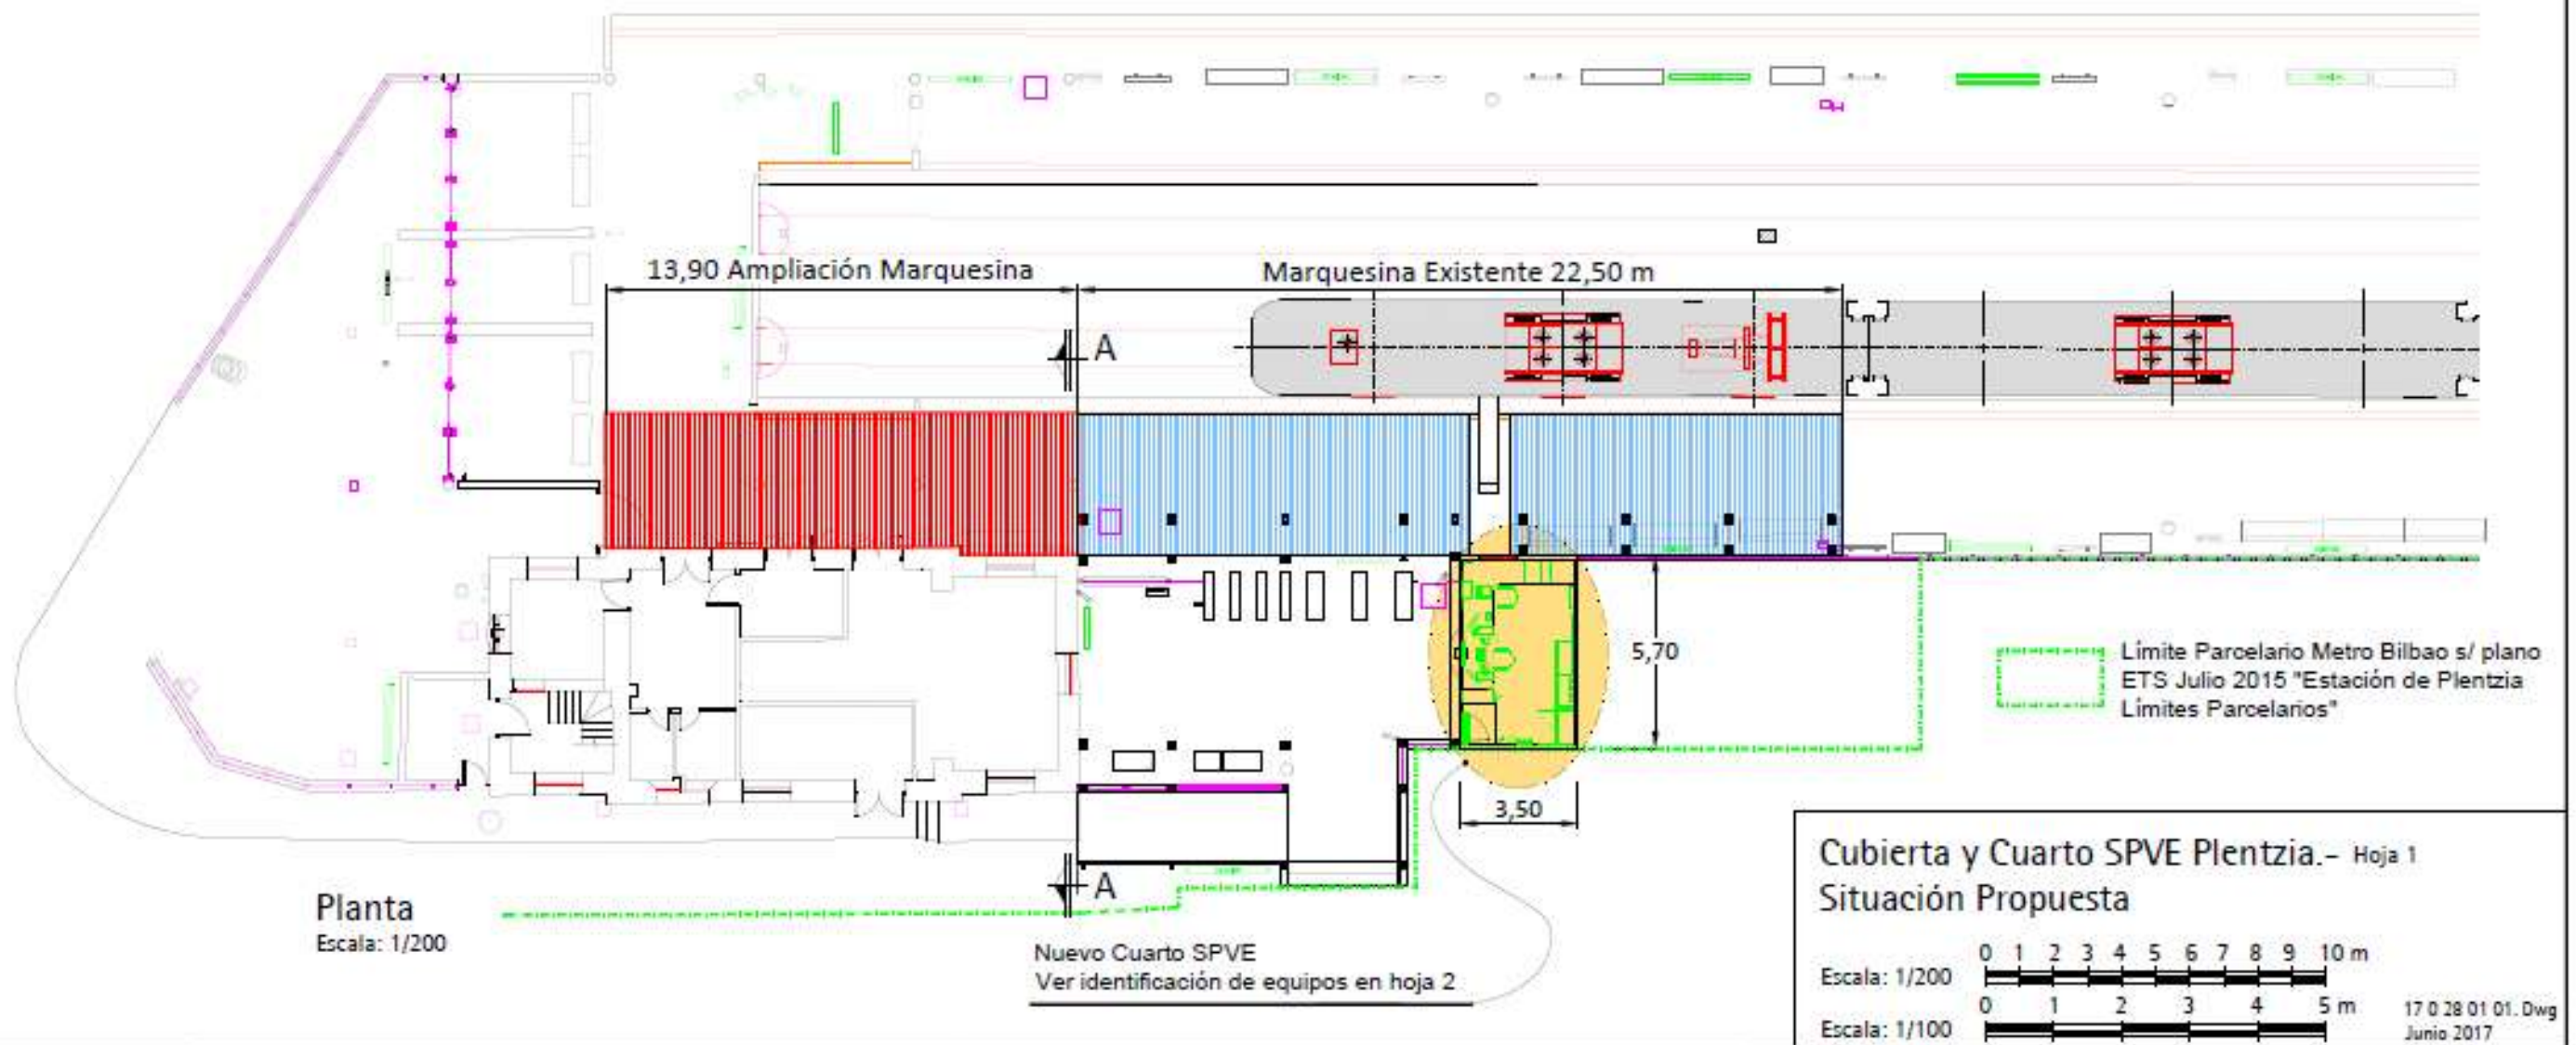 13,90 Ampliación Marquesina
Marquesina Existente 22,50 m
A
5,70
Límite Parcelario Metro Bilbao s/ plano
ETS Julio 2015 "Estación de Plentzia
Límites Parcelarios"
3,50
A
Planta
Escala: 1/200
Nuevo Cuarto SPVE
Ver identificación de equipos en hoja 2
Cubierta y Cuarto SPVE Plentzia.- Hoja 1
Situación Propuesta
0 1 2 3 4 5 6 7 8 9 10 m
Escala: 1/200
0 1 2 3 4 5 m
Escala: 1/100
17 0 28 01 01. Dwg
Junio 2017